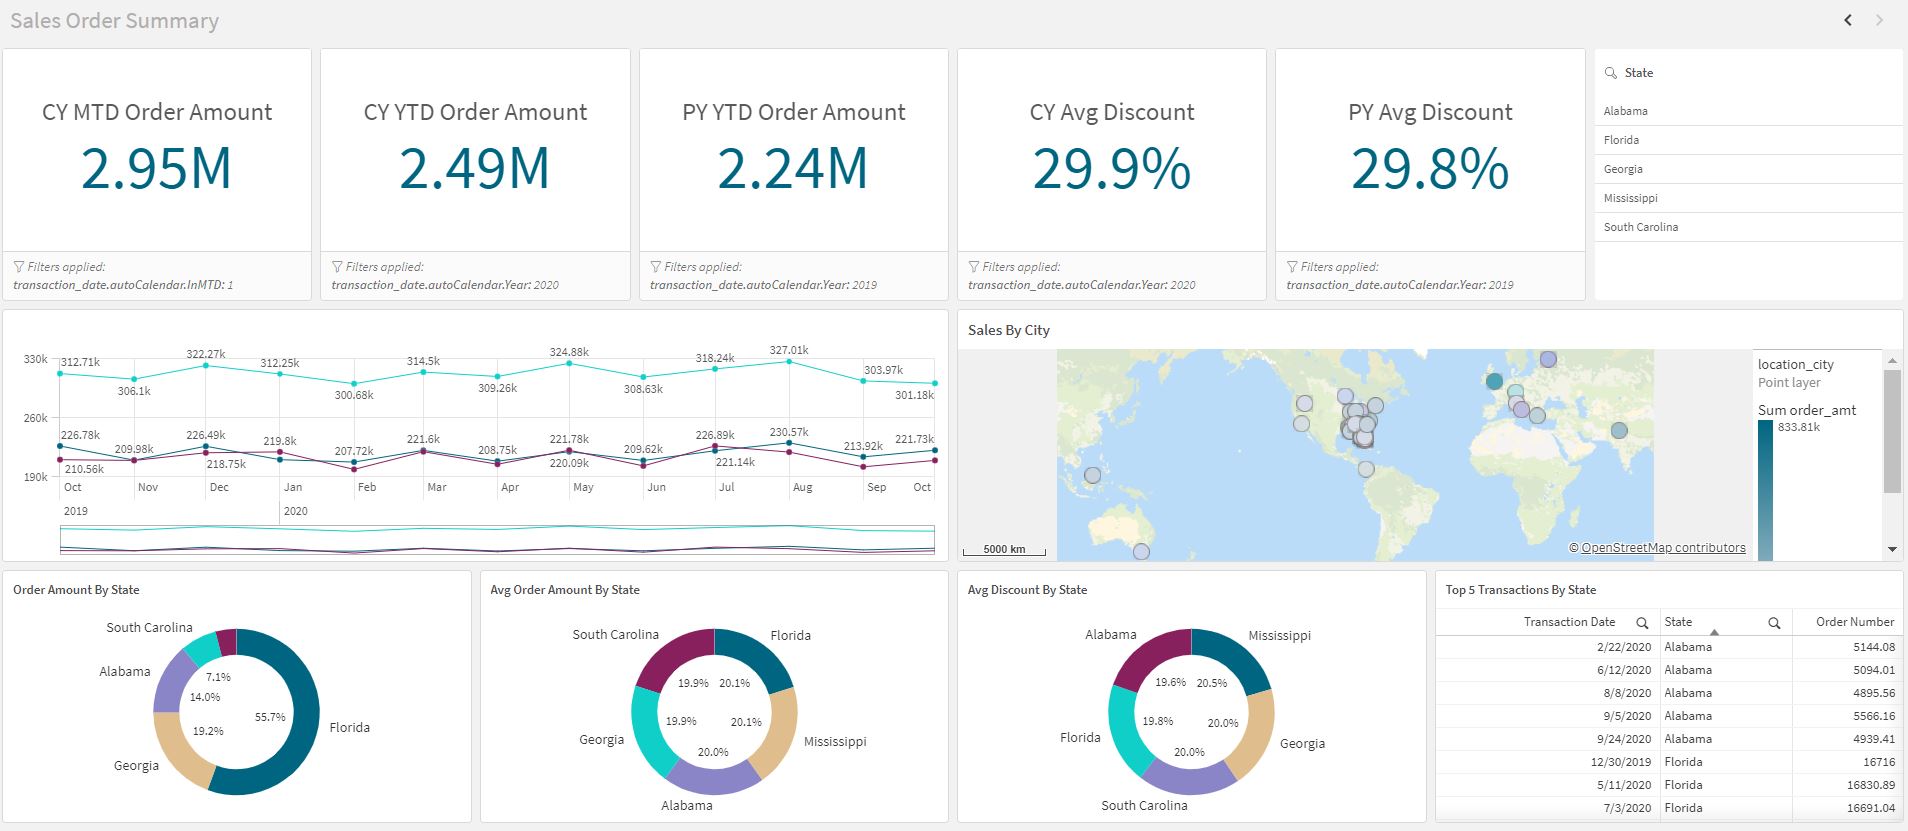 Sales Order Summary
CY MTD Order Amount
2.95M
Filters applied:
transaction_date.autoCalendar.InMTD: 1
CY YTD Order Amount
2.49M
Filters applied:
transaction_date.autoCalendar.Year: 2020
PY YTD Order Amount
2.24M
Filters applied:
transaction_date.autoCalendar.Year: 2019
CY Avg Discount
29.9%
Filters applied:
transaction_date.autoCalendar.Year: 2020
PY Avg Discount
29.8%
Filters applied:
transaction_date.autoCalendar.Year: 2019
State
Alabama
Florida
Georgia
Mississippi
South Carolina
330k
260k
190k
312.71k 306.1k 322.27k 312.25k 300.68k 314.5k 309.26k 324.88k 308.63k 318.24k 327.01k 303.97k 301.18k
226.78k 209.98k 226.49k 219.8k 207.72k 221.6k 208.75k 221.78k 209.62k 226.89k 230.57k 213.92k 221.73k
210.56k 218.75k 220.09k 221.14k
Oct Nov Dec Jan Feb Mar Apr May Jun Jul Aug Sep Oct
2019 2020
Sales By City
5000 km
© OpenStreetMap contributors
location_city
Point layer
Sum order_amt
833.81k
Order Amount By State
South Carolina
Alabama
Georgia
Florida
7.1%
14.0%
19.2%
55.7%
Avg Order Amount By State
South Carolina
Florida
Georgia
Mississippi
Alabama
19.9% 20.1%
19.9% 20.1%
20.0%
Avg Discount By State
Alabama
Mississippi
Florida
Georgia
South Carolina
19.6% 20.5%
19.8% 20.0%
20.0%
Top 5 Transactions By State
Transaction Date State Order Number
2/22/2020 Alabama 5144.08
6/12/2020 Alabama 5094.01
8/8/2020 Alabama 4895.56
9/5/2020 Alabama 5566.16
9/24/2020 Alabama 4939.41
12/30/2019 Florida 16716
5/11/2020 Florida 16830.89
7/3/2020 Florida 16691.04